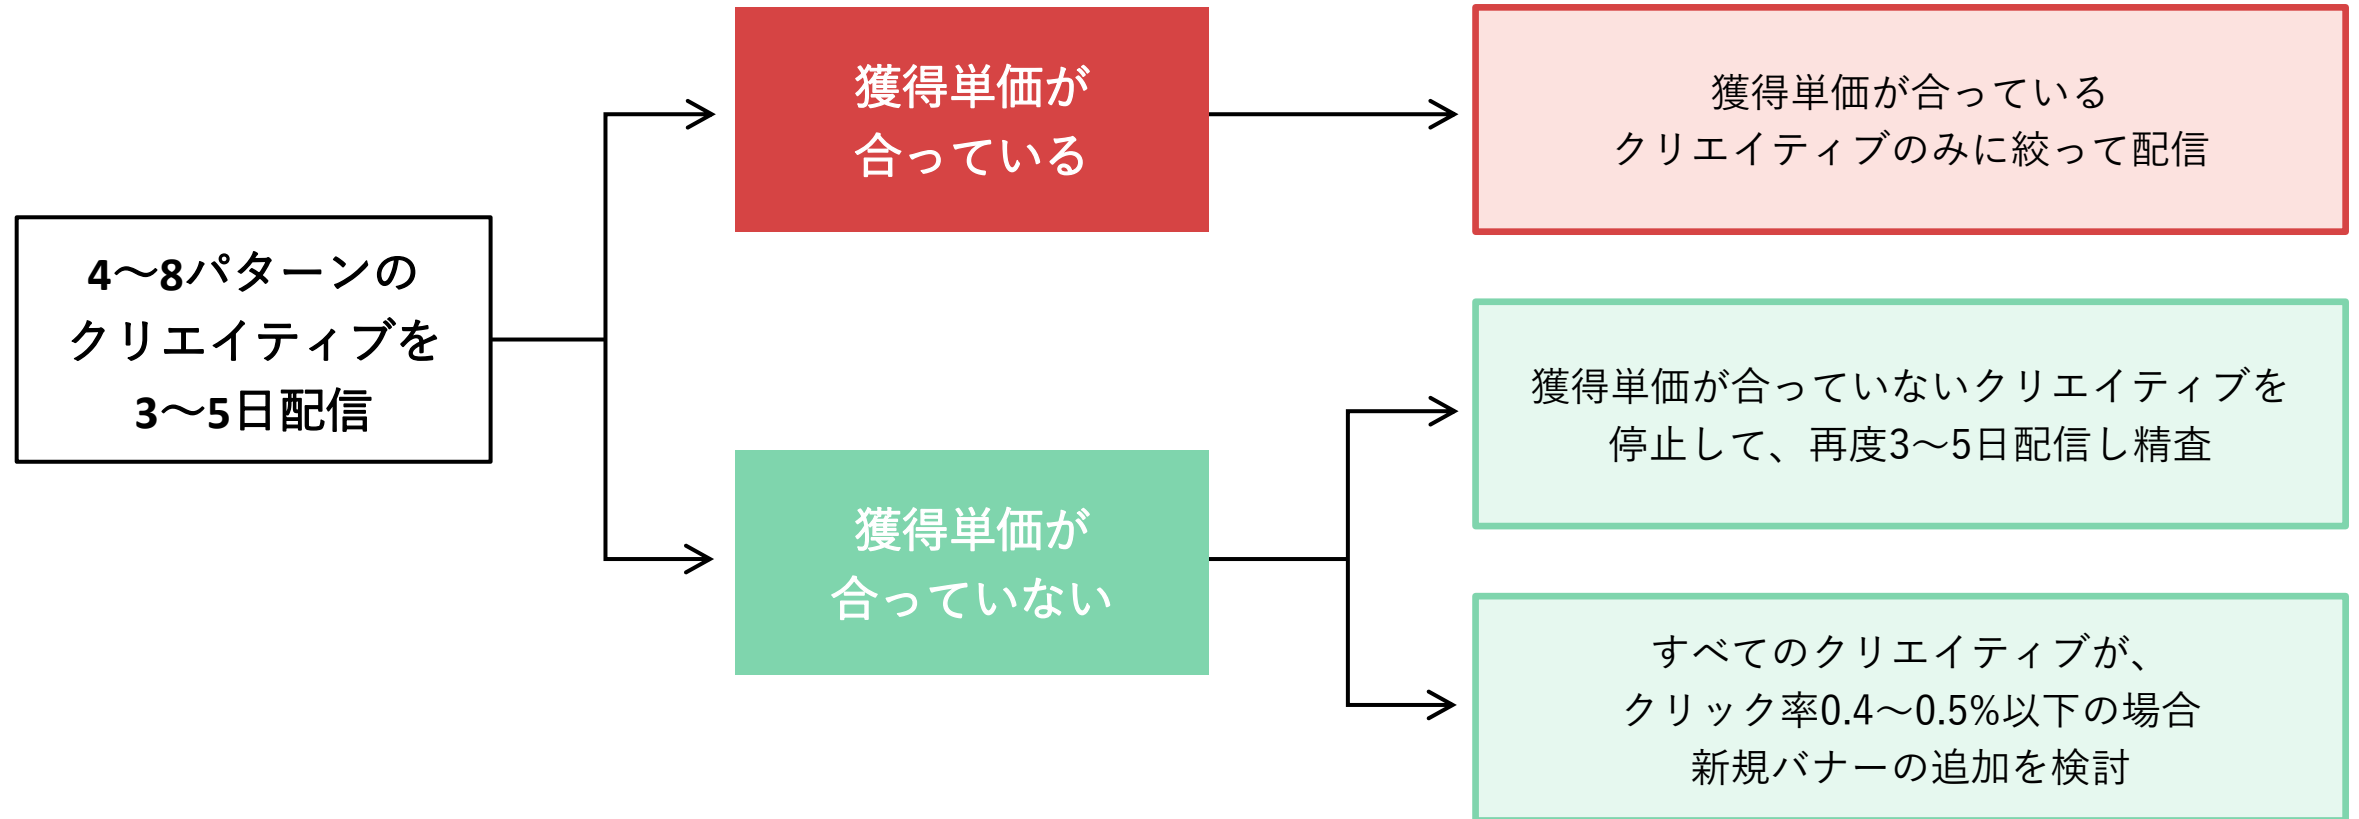 4〜8パターンの
クリエイティブを
3〜5日配信
獲得単価が
合っている
獲得単価が合っている
クリエイティブのみに絞って配信
獲得単価が
合っていない
獲得単価が合っていないクリエイティブを
停止して、再度3〜5日配信し精査
すべてのクリエイティブが、
クリック率0.4〜0.5%以下の場合
新規バナーの追加を検討